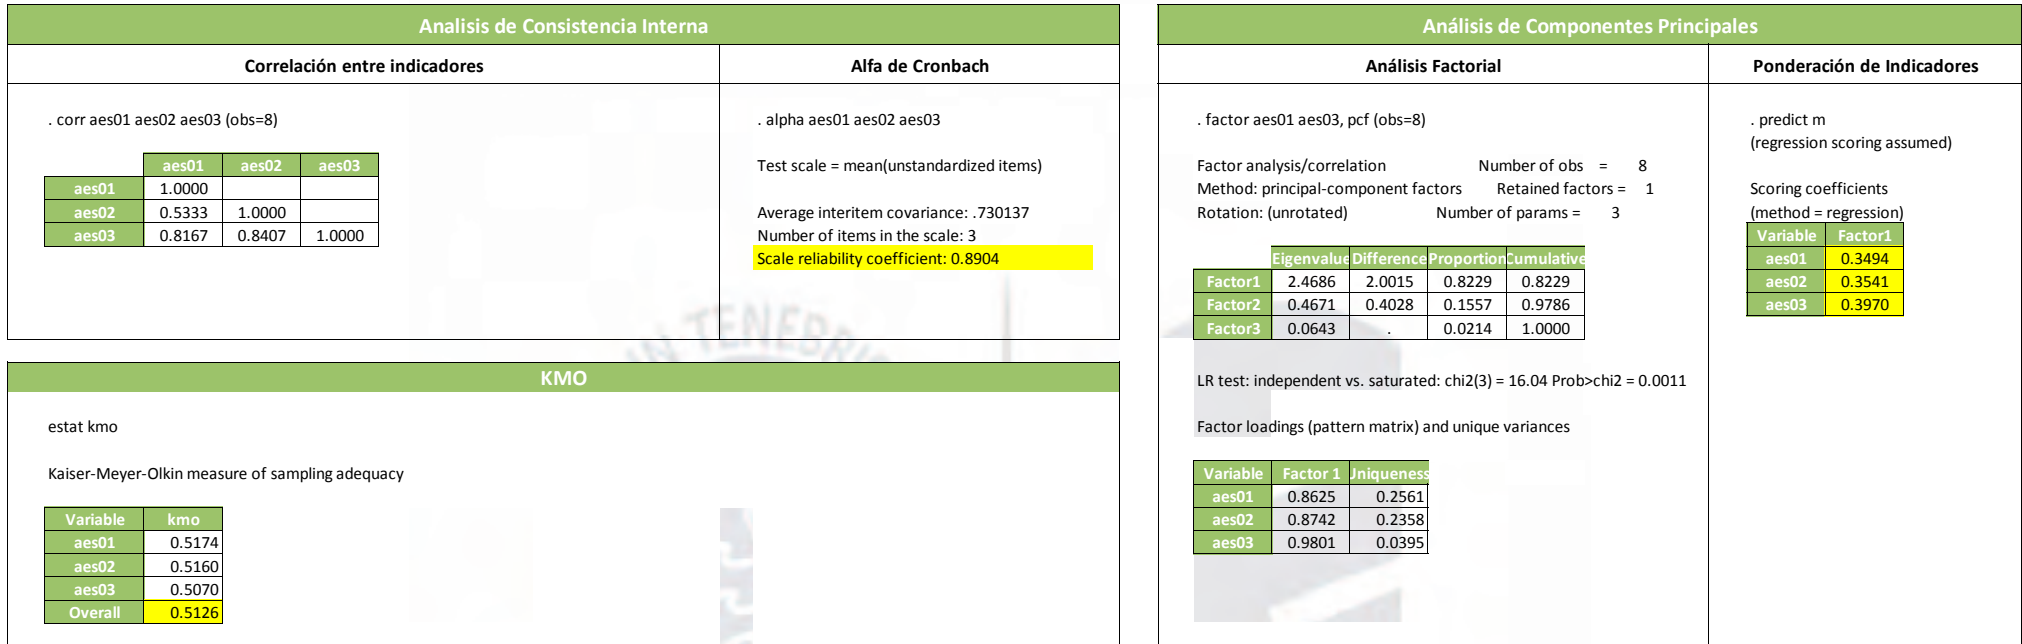 Analisis de Consistencia Interna
Correlación entre indicadores Alfa de Cronbach
. corr aes01 aes02 aes03 (obs=8)
aes01 aes02 aes03
aes01 1.0000
aes02 0.5333 1.0000
aes03 0.8167 0.8407 1.0000
. alpha aes01 aes02 aes03
Test scale = mean(unstandardized items)
Average interitem covariance: .730137
Number of items in the scale: 3
Scale reliability coefficient: 0.8904
KMO
estat kmo
Kaiser-Meyer-Olkin measure of sampling adequacy
Variable kmo
aes01 0.5174
aes02 0.5160
aes03 0.5070
Overall 0.5126
Análisis de Componentes Principales
Análisis Factorial Ponderación de Indicadores
. factor aes01 aes03, pcf (obs=8)
Factor analysis/correlation Number of obs = 8
Method: principal-component factors Retained factors = 1
Rotation: (unrotated) Number of params = 3
Eigenvalue Difference Proportion Cumulative
Factor1 2.4686 2.0015 0.8229 0.8229
Factor2 0.4671 0.4028 0.1557 0.9786
Factor3 0.0643 . 0.0214 1.0000
LR test: independent vs. saturated: chi2(3) = 16.04 Prob>chi2 = 0.0011
Factor loadings (pattern matrix) and unique variances
Variable Factor 1 Uniqueness
aes01 0.8625 0.2561
aes02 0.8742 0.2358
aes03 0.9801 0.0395
. predict m
(regression scoring assumed)
Scoring coefficients
(method = regression)
Variable Factor1
aes01 0.3494
aes02 0.3541
aes03 0.3970
IN TENEBRI